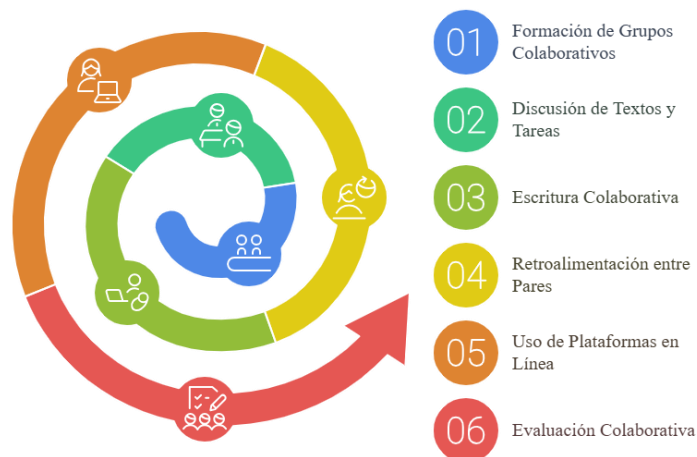 01
Formación de Grupos
Colaborativos
02
Discusión de Textos y
Tareas
03
Escritura Colaborativa
04
Retroalimentación entre
Pares
05
Uso de Plataformas en
Línea
06
Evaluación Colaborativa